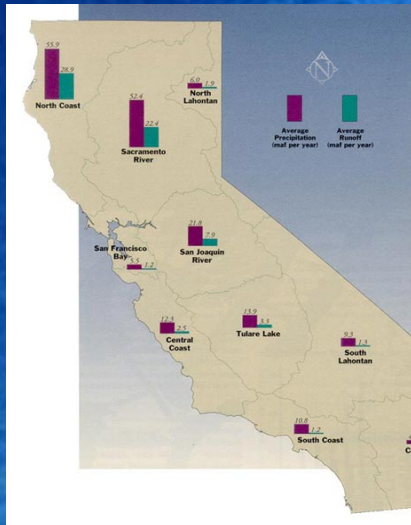 55.9
28.9
North Coast
6.0
1.9
North
Lahontan
52.4
22.4
Sacramento
River
Average
Precipitation
(maf per year)
Average
Runoff
(maf per year)
N
21.8
7.9
San Joaquin
River
San Francisco
Bay
5.5
1.2
12.3
2.5
Central
Coast
13.9
3.3
Tulare Lake
9.3
1.3
South
Lahontan
10.8
1.2
South Coast